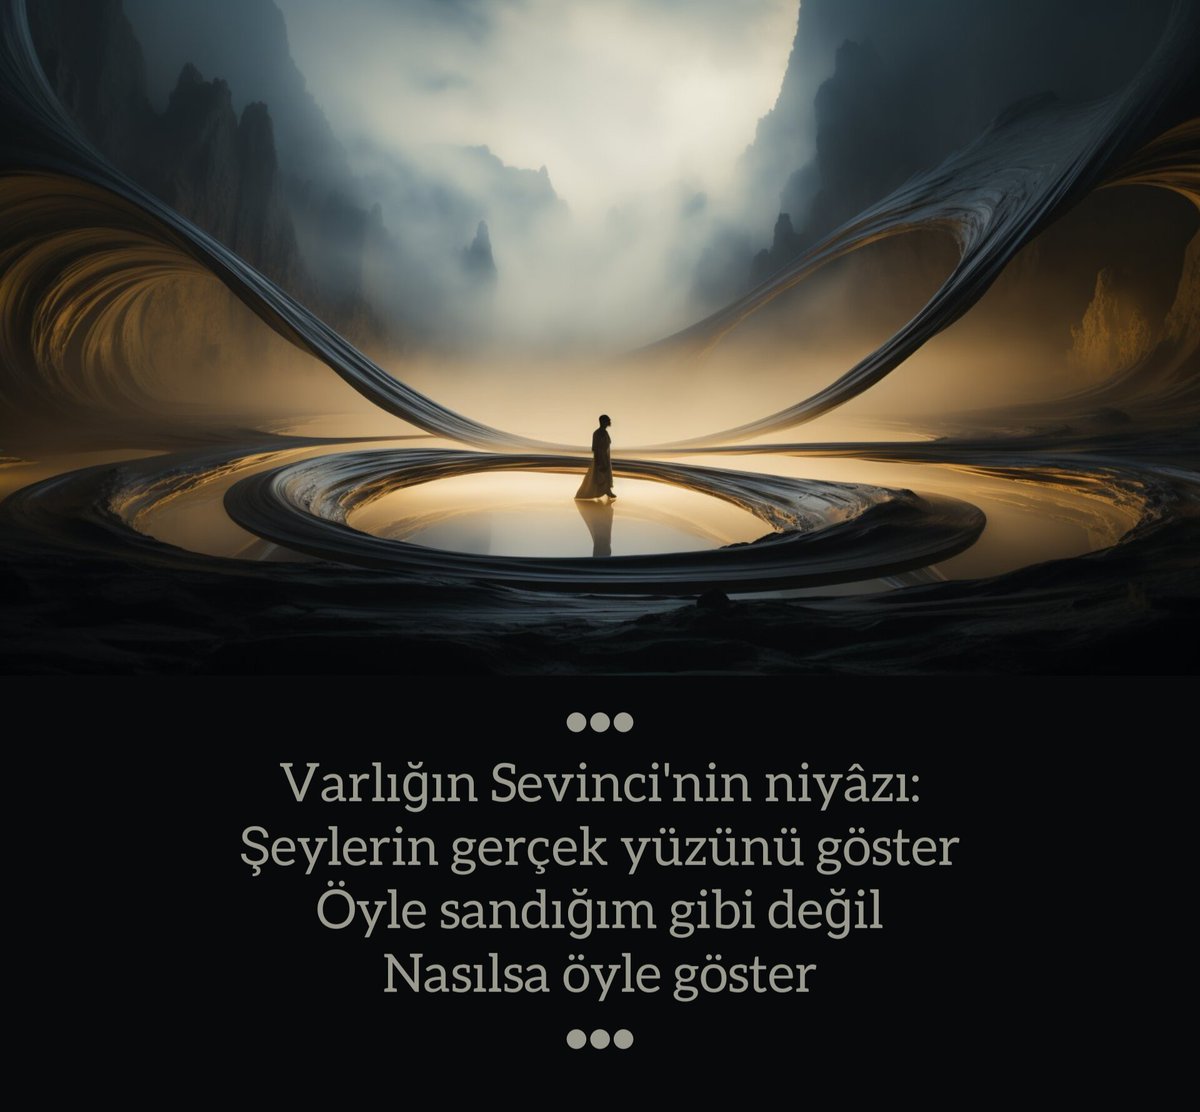 Varlığın Sevinci'nin niyâzı:
Şeylerin gerçek yüzünü göster
Öyle sandığım gibi değil
Nasılsa öyle göster